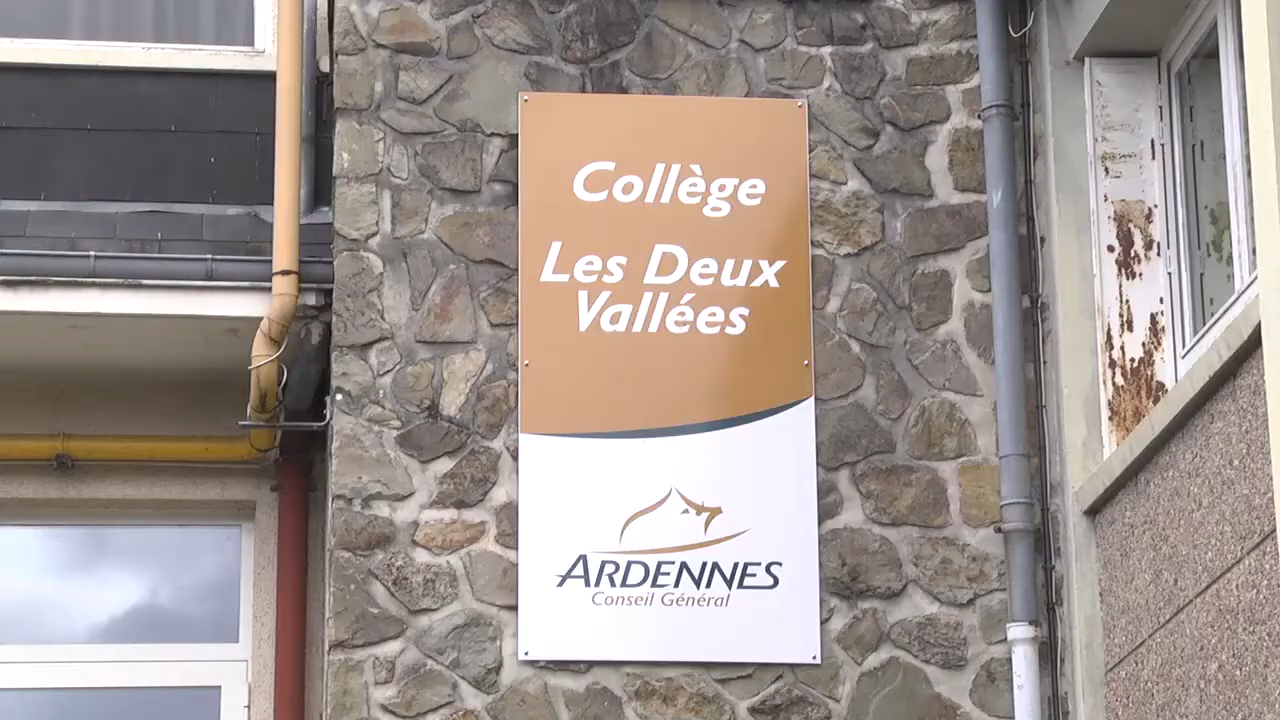 Collège
Les Deux
Vallées
ARDENNES
Conseil Général